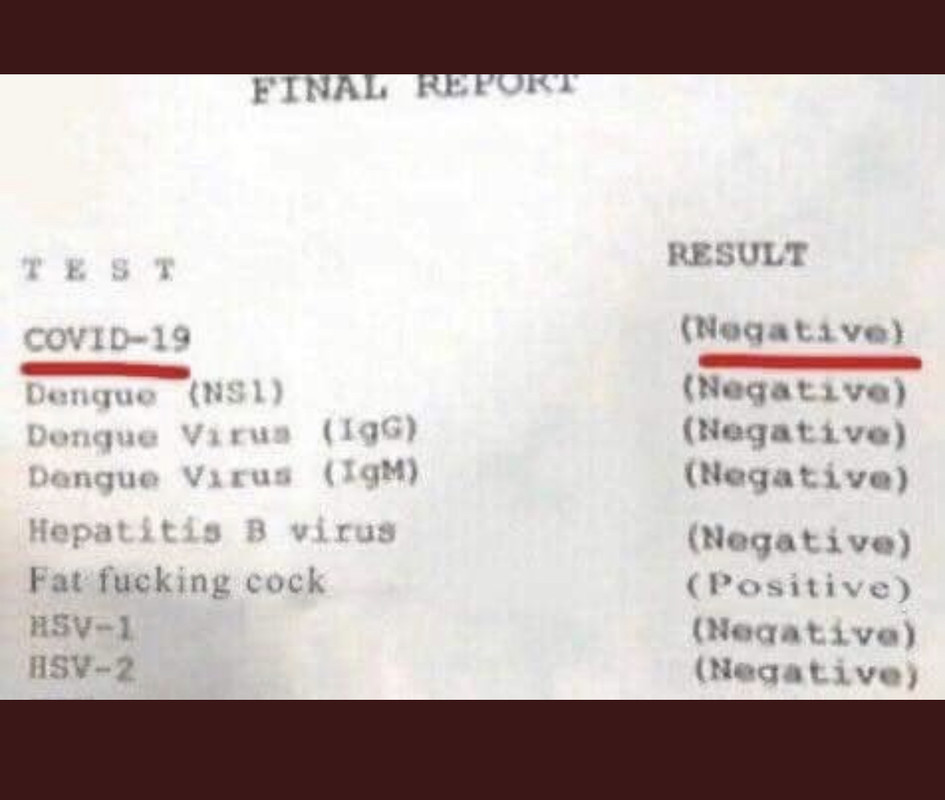 FINAL REPORT
TEST RESULT
COVID-19 (Negative)
Dengue (NS1) (Negative)
Dengue Virus (IgG) (Negative)
Dengue Virus (IgM) (Negative)
Hepatitis B virus (Negative)
Fat fucking cock (Positive)
HSV-1 (Negative)
HSV-2 (Negative)